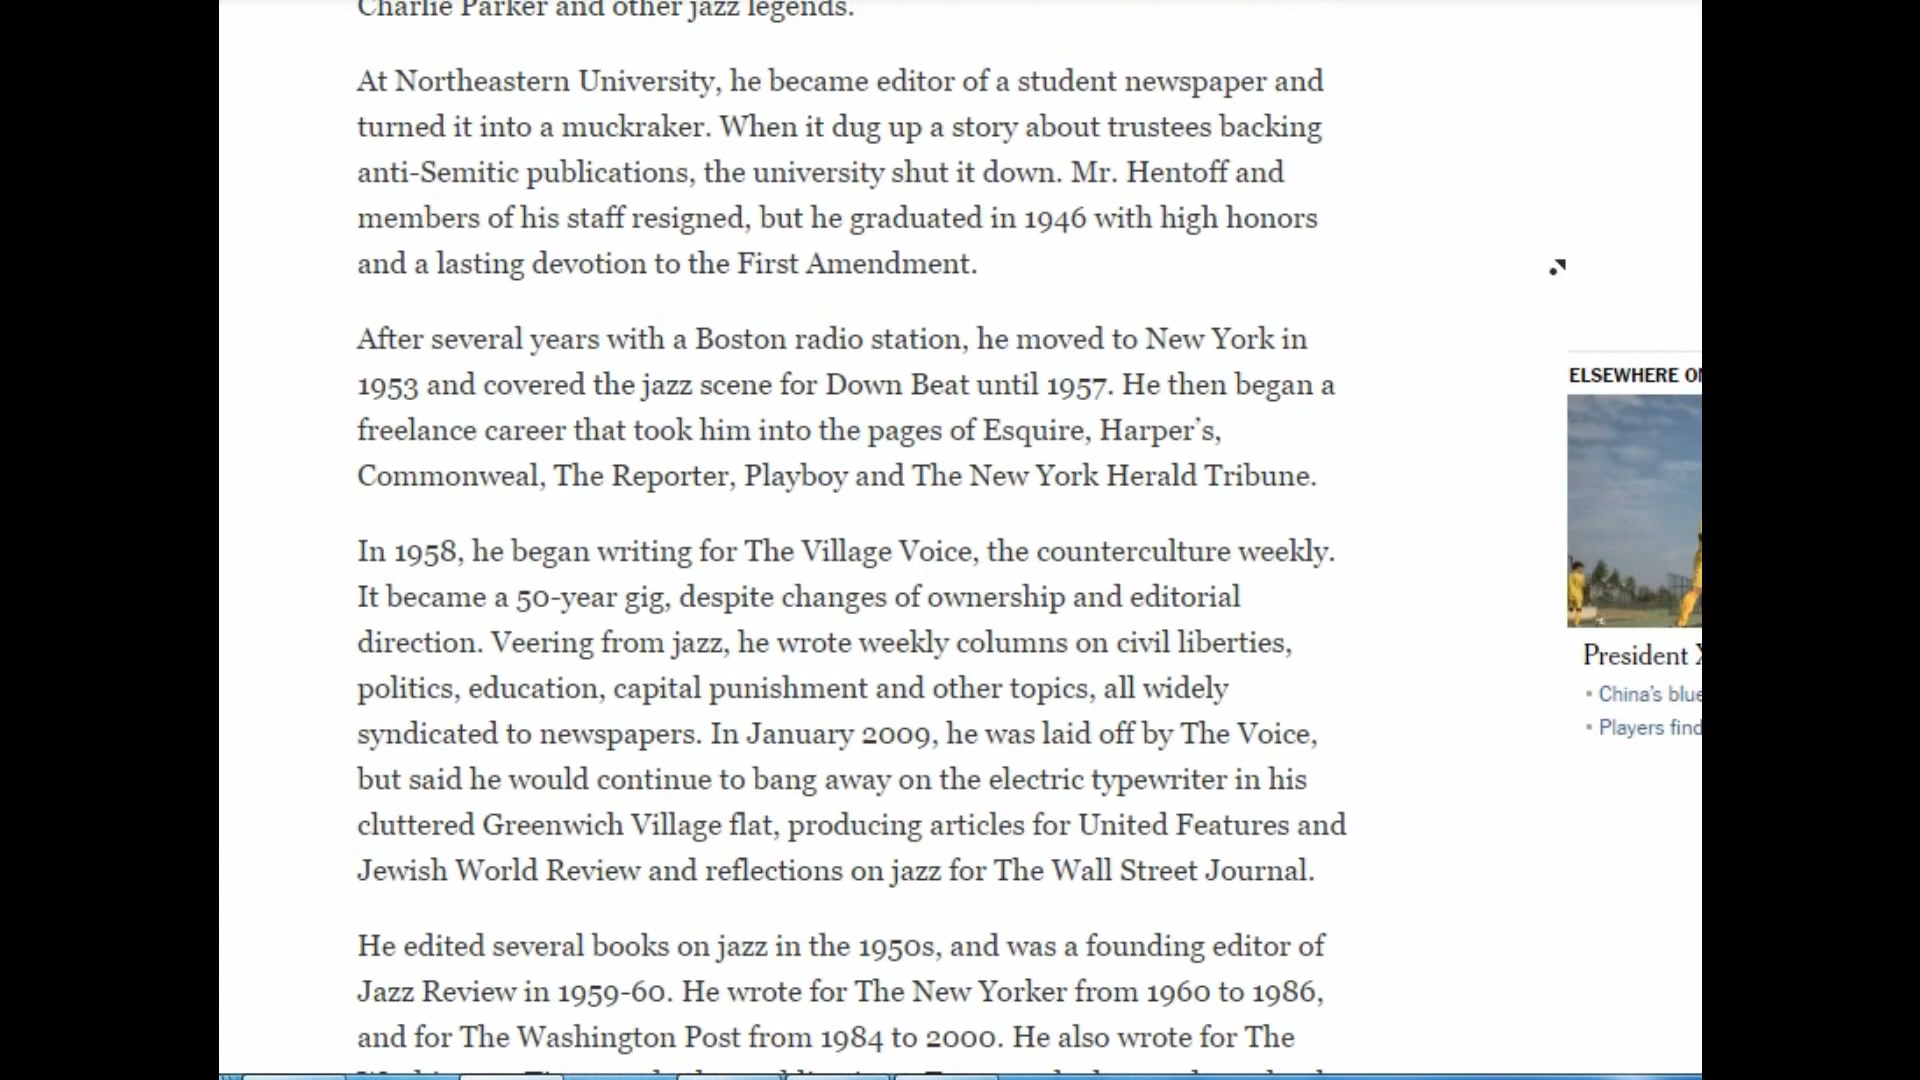 Charlie Parker and other jazz legends.
At Northeastern University, he became editor of a student newspaper and
turned it into a muckraker. When it dug up a story about trustees backing
anti-Semitic publications, the university shut it down. Mr. Hentoff and
members of his staff resigned, but he graduated in 1946 with high honors
and a lasting devotion to the First Amendment.
After several years with a Boston radio station, he moved to New York in
1953 and covered the jazz scene for Down Beat until 1957. He then began a
freelance career that took him into the pages of Esquire, Harper’s,
Commonweal, The Reporter, Playboy and The New York Herald Tribune.
In 1958, he began writing for The Village Voice, the counterculture weekly.
It became a 50-year gig, despite changes of ownership and editorial
direction. Veering from jazz, he wrote weekly columns on civil liberties,
politics, education, capital punishment and other topics, all widely
syndicated to newspapers. In January 2009, he was laid off by The Voice,
but said he would continue to bang away on the electric typewriter in his
cluttered Greenwich Village flat, producing articles for United Features and
Jewish World Review and reflections on jazz for The Wall Street Journal.
He edited several books on jazz in the 1950s, and was a founding editor of
Jazz Review in 1959-60. He wrote for The New Yorker from 1960 to 1986,
and for The Washington Post from 1984 to 2000. He also wrote for The
ELSEWHERE
President
• China’s blue
• Players find